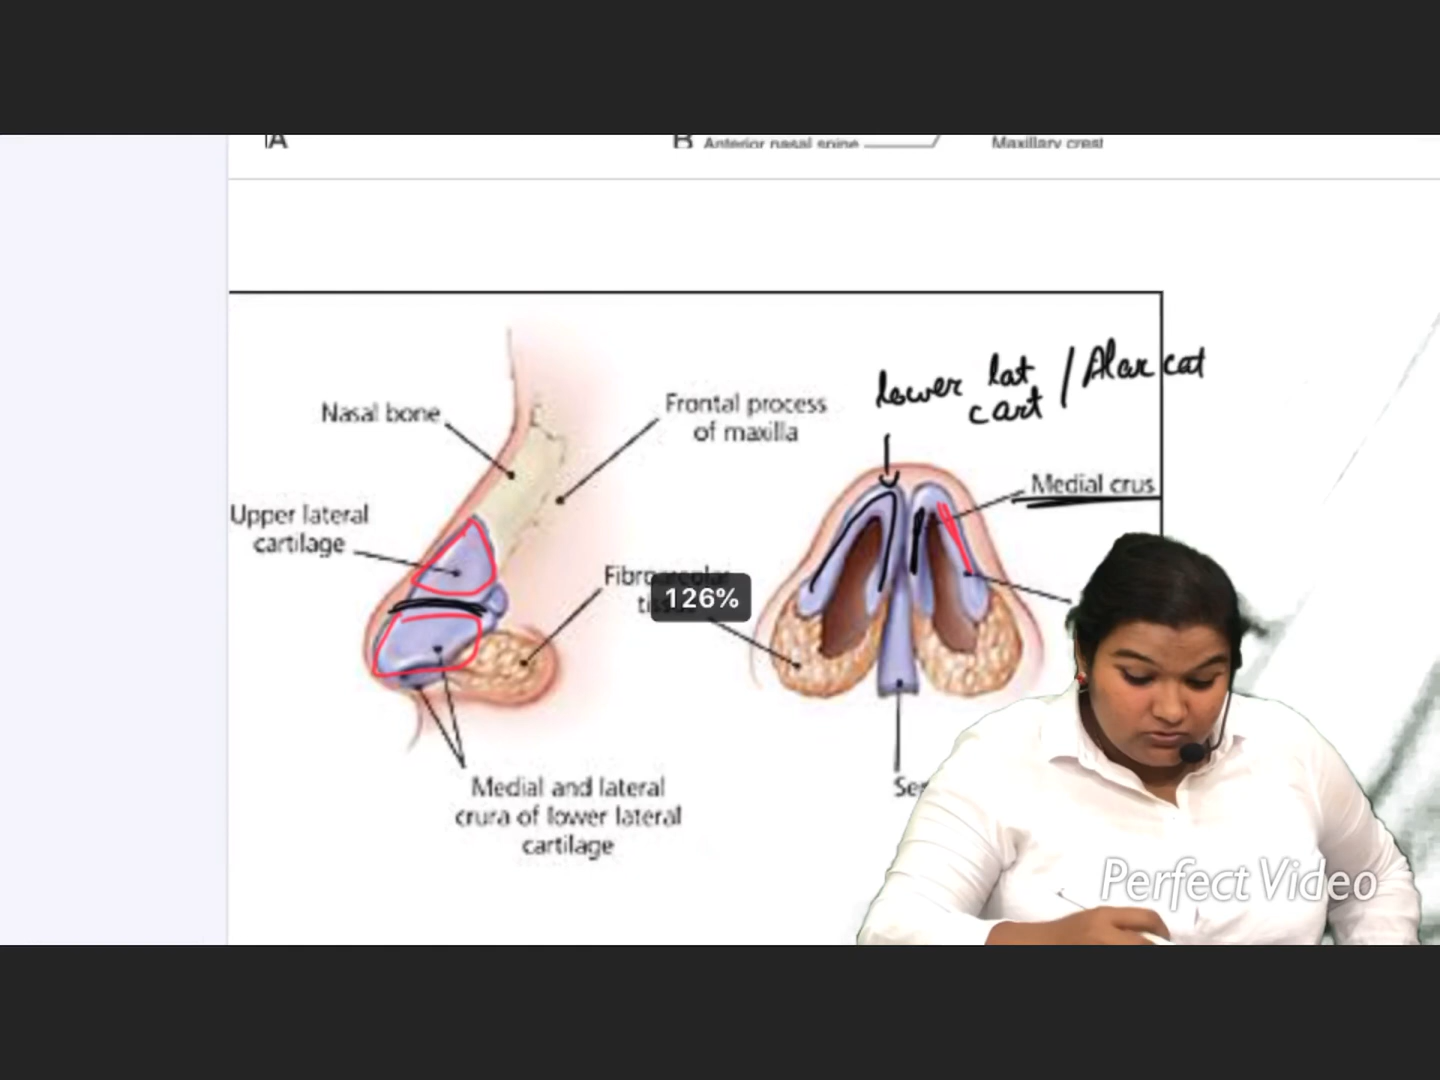 A
B Anterior nasal spine
Maxillary crest
lower lat / Alar cat
cart
Nasal bone
Frontal process
of maxilla
Medial crus
Upper lateral
cartilage
126%
Medial and lateral
crura of lower lateral
cartilage
Perfect Video